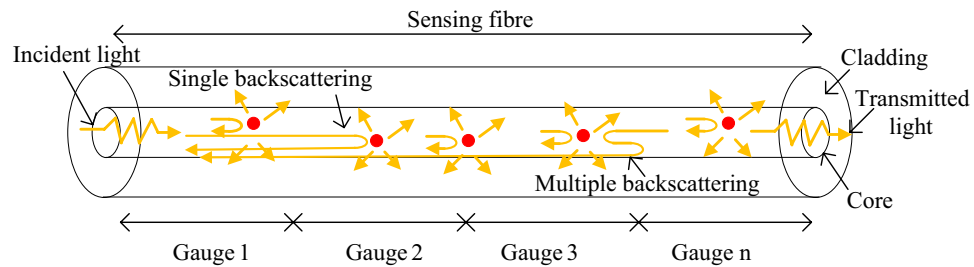 Sensing fibre
Incident light
Cladding
Single backscattering
Transmitted
light
Multiple backscattering
Core
Gauge 1
Gauge 2
Gauge 3
Gauge n